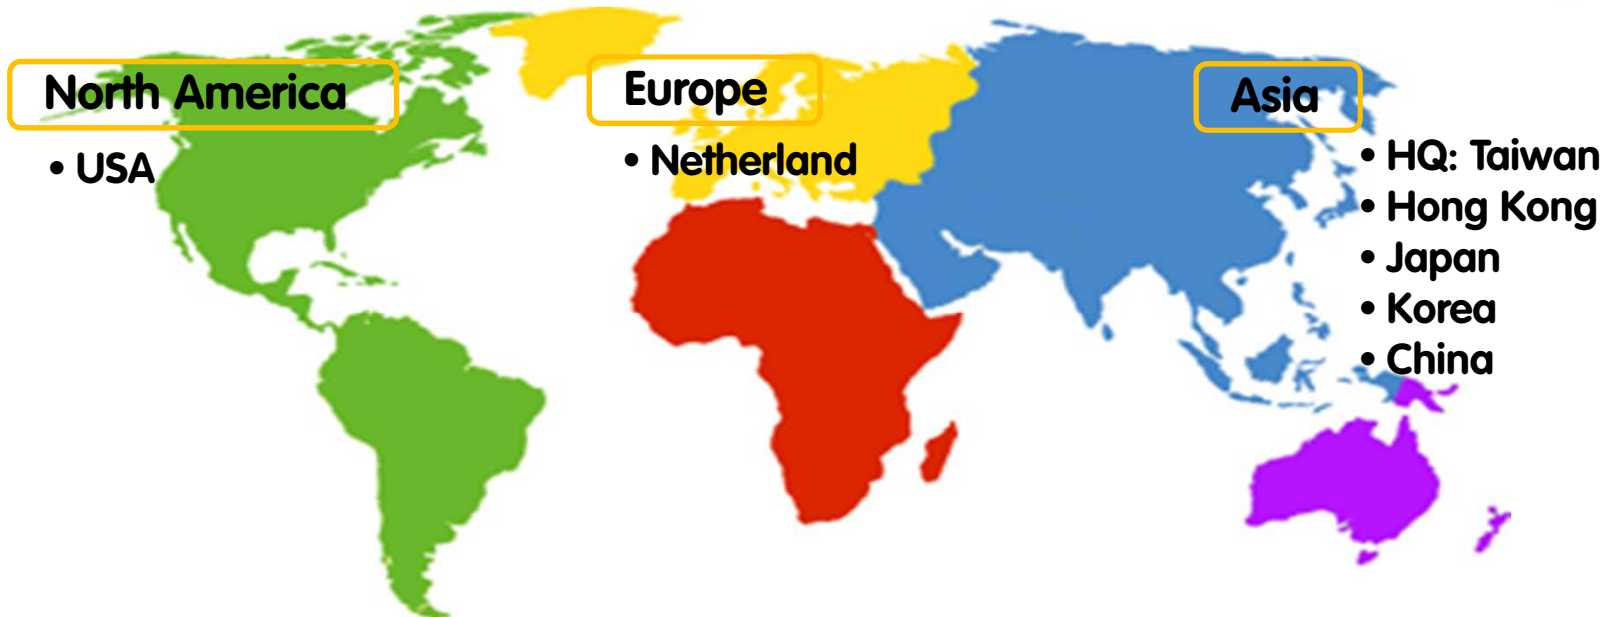 North America
• USA
Europe
• Netherland
Asia
• HQ: Taiwan
• Hong Kong
• Japan
• Korea
• China